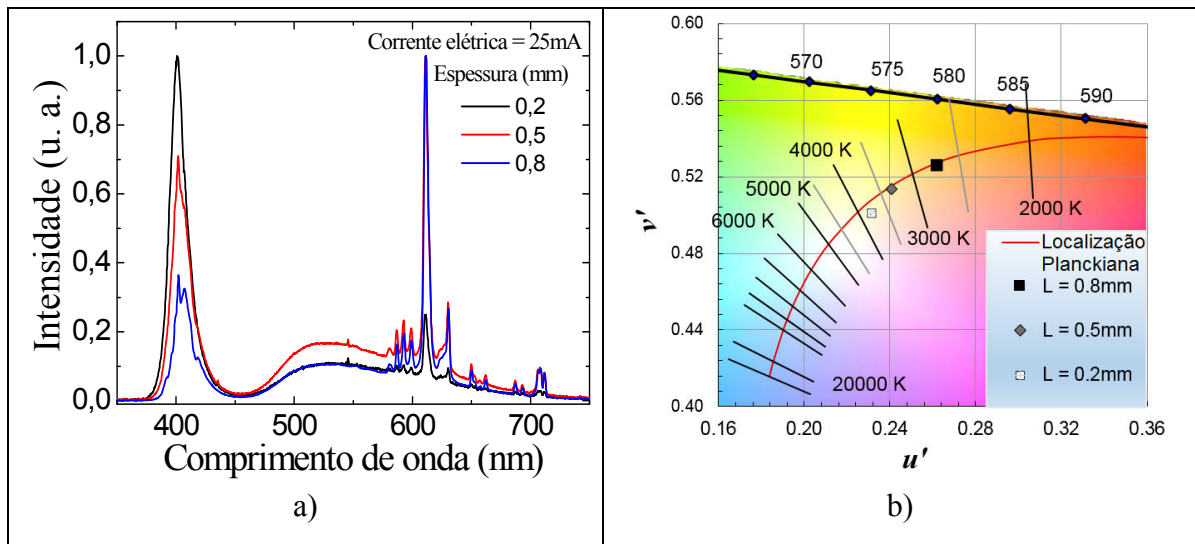 Corrente elétrica = 25mA
Espessura (mm)
0,2
0,5
0,8
1,0
0,8
0,6
0,4
0,2
0,0
Intensidade (u. a.)
400 500 600 700
Comprimento de onda (nm)
a)
0.60
0.56
0.52
0.48
0.44
0.40
v'
570 575 580 585 590
4000 K
5000 K
6000 K
3000 K
2000 K
20000 K
Localização
Planckiana
L = 0.8mm
L = 0.5mm
L = 0.2mm
0.16 0.20 0.24 0.28 0.32 0.36
u'
b)